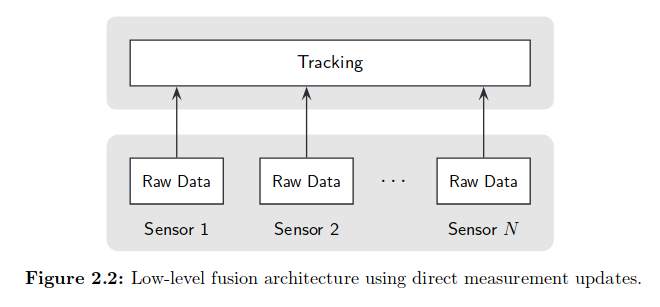 Tracking
Raw Data Raw Data · · · Raw Data
Sensor 1 Sensor 2 Sensor N
Figure 2.2: Low-level fusion architecture using direct measurement updates.